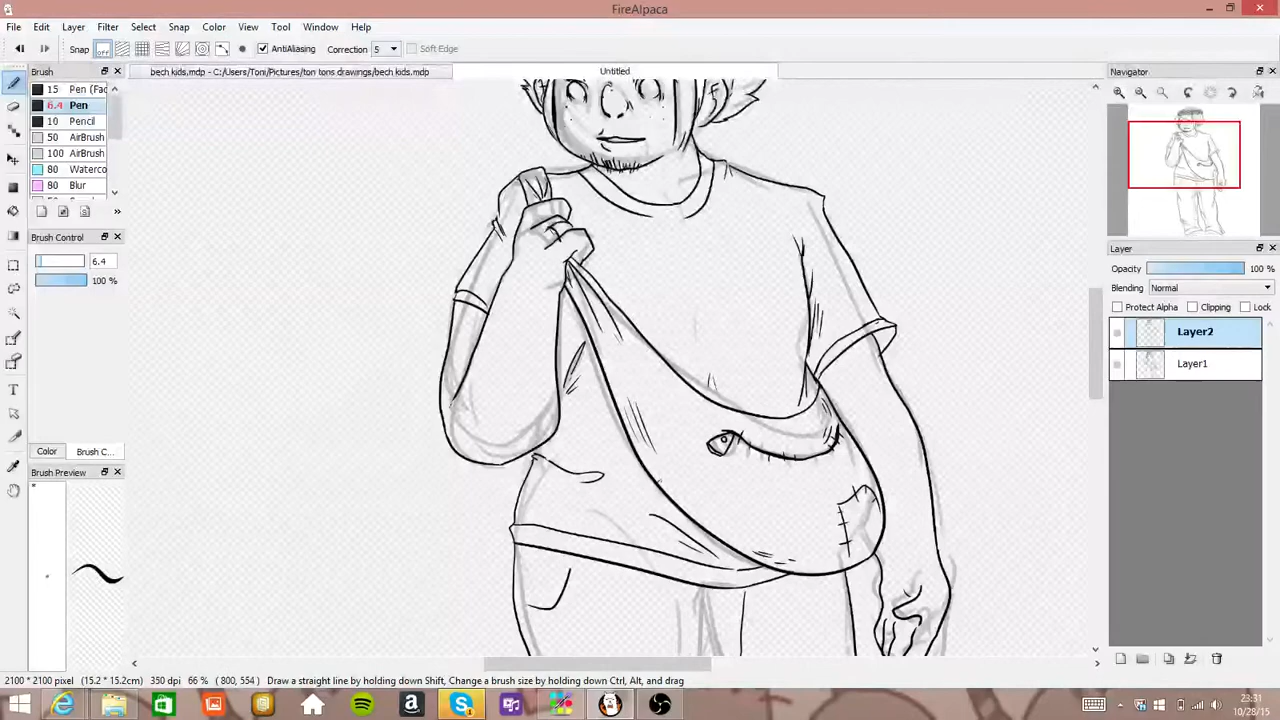 FireAlpaca
File Edit Layer Filter Select Snap Color View Tool Window Help
Snap off AntiAliasing Correction 5 Soft Edge
Brush
bech kids.mdp - C:/Users/Toni/Pictures/ton tons drawings/bech kids.mdp
Untitled
Navigator
15 Pen (Fac
6.4 Pen
10 Pencil
50 AirBrush
100 AirBrush
80 Waterco
80 Blur
Brush Control
6.4
100 %
Layer
Opacity 100 %
Blending Normal
Protect Alpha Clipping Lock
Layer2
Layer1
Color Brush C...
Brush Preview
2100 * 2100 pixel (15.2 * 15.2cm) 350 dpi 66 % ( 800, 554 ) Draw a straight line by holding down Shift, Change a brush size by holding down Ctrl, Alt, and drag
23:31
10/28/15